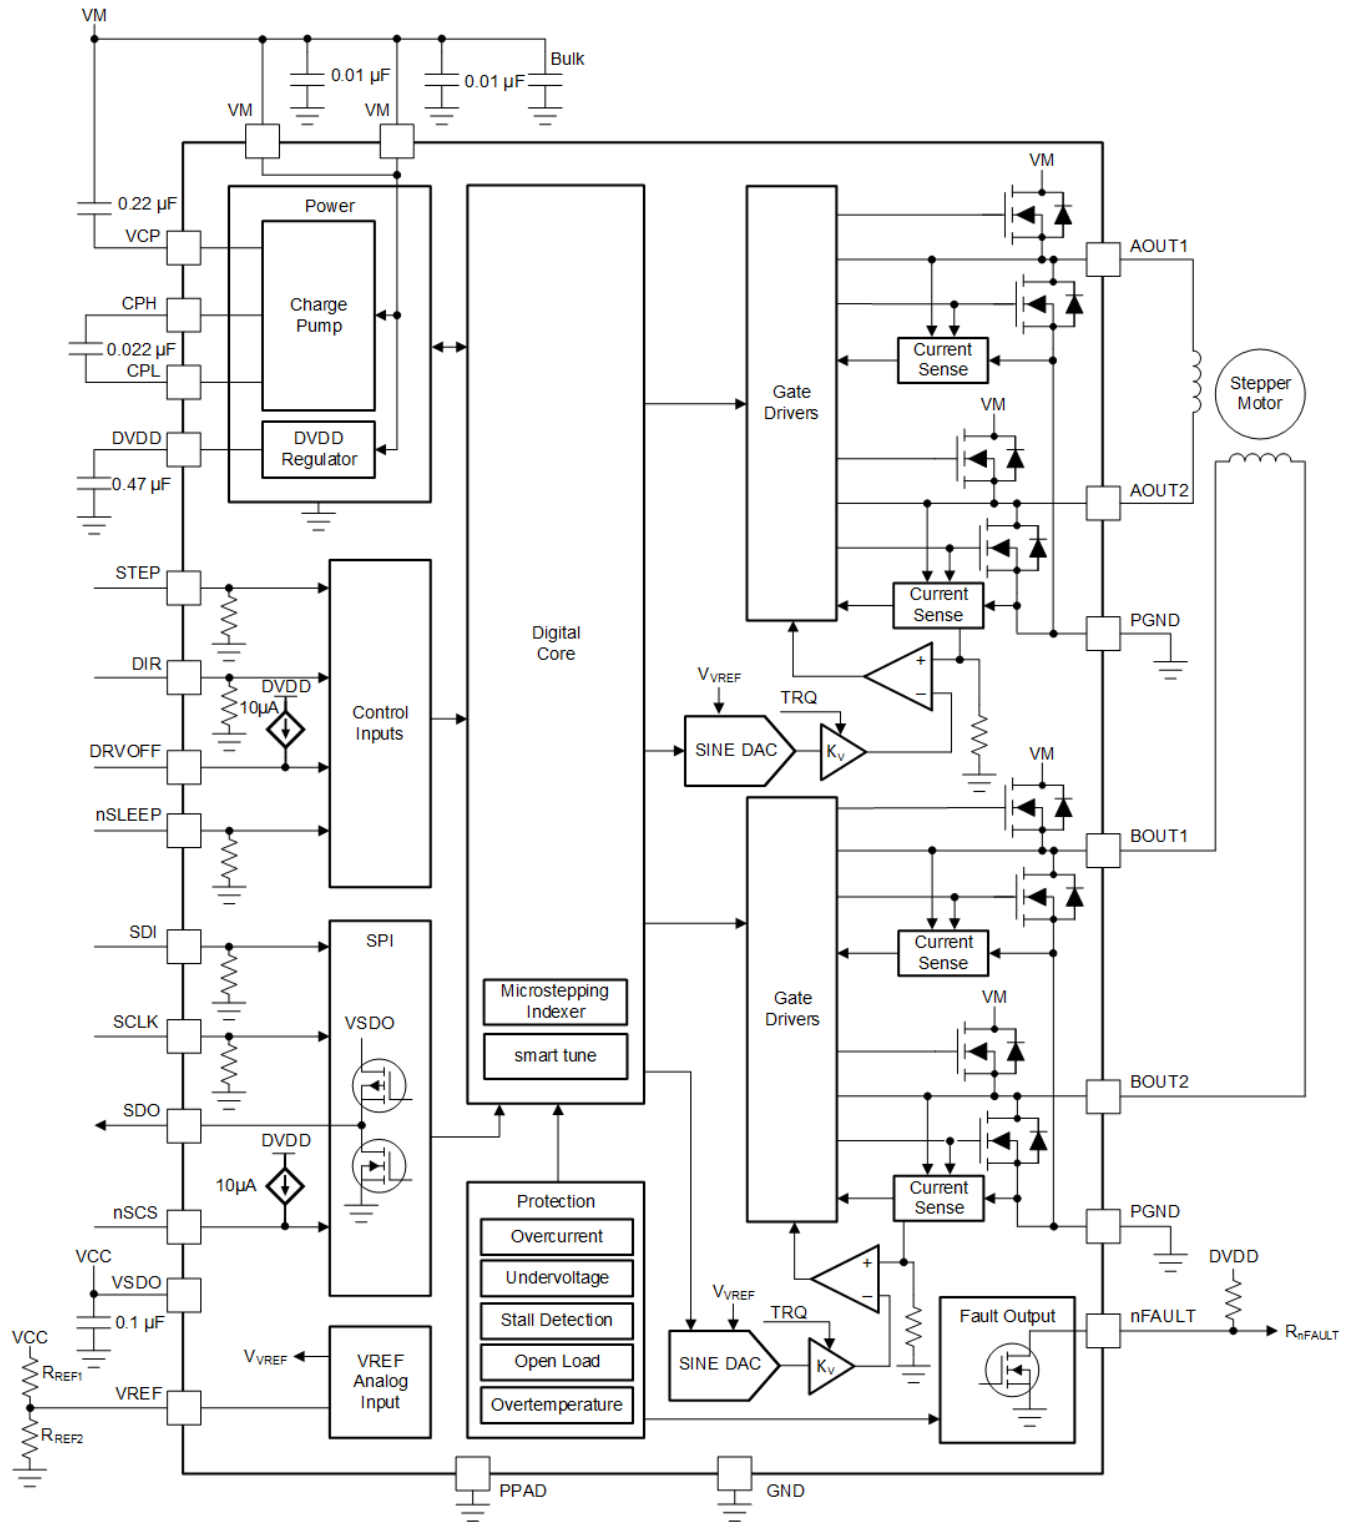 VM
Bulk
0.01 µF
0.01 µF
VM
VM
VM
0.22 µF
Power
VCP
AOUT1
CPH
Charge
Pump
0.022 µF
CPL
Current
Sense
Stepper
Motor
Gate
Drivers
VM
DVDD
DVDD
Regulator
0.47 µF
AOUT2
STEP
Current
Sense
PGND
Digital
Core
DIR
DVDD
10µA
VVREF
+
−
TRQ
Control
Inputs
DRVOFF
SINE DAC
KV
VM
nSLEEP
BOUT1
SDI
SPI
Current
Sense
Microstepping
Indexer
Gate
Drivers
VM
SCLK
VSDO
smart tune
BOUT2
SDO
DVDD
10µA
Current
Sense
Protection
nSCS
PGND
Overcurrent
VCC
VSDO
Undervoltage
+
−
DVDD
VVREF
TRQ
0.1 µF
Stall Detection
Fault Output
nFAULT
RnFAULT
VCC
VVREF
VREF
Analog
Input
Open Load
SINE DAC
KV
RREF1
VREF
Overtemperature
RREF2
PPAD
GND